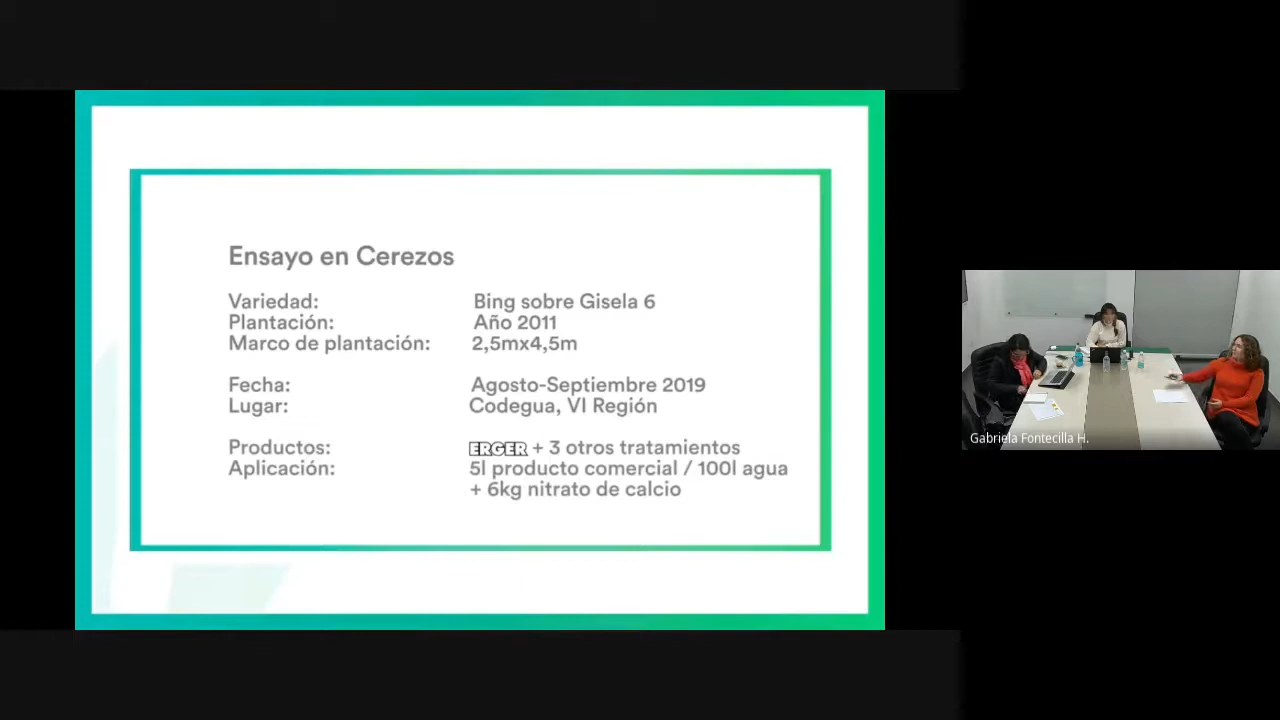 Ensayo en Cerezos
Variedad: Bing sobre Gisela 6
Plantación: Año 2011
Marco de plantación: 2,5mx4,5m
Fecha: Agosto-Septiembre 2019
Lugar: Codegua, VI Región
Productos: ERGER + 3 otros tratamientos
Aplicación: 5l producto comercial / 100l agua
+ 6kg nitrato de calcio
Gabriela Fontecilla H.